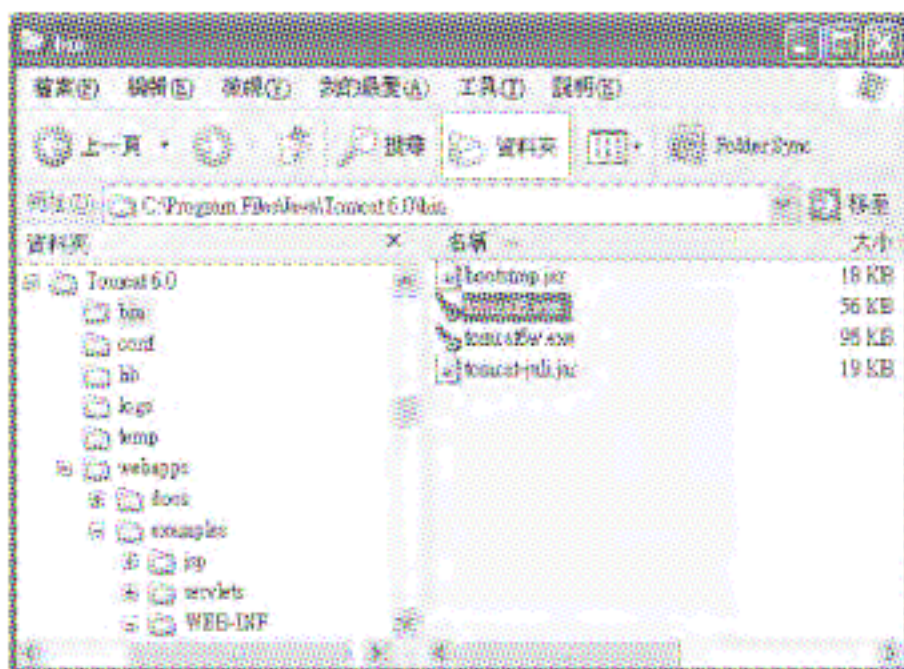 bin
檔案(F) 編輯(E) 檢視(V) 我的最愛(A) 工具(T) 說明(H)
上一頁 搜尋 資料夾 Folder Sync
網址(D) C:\Program Files\Java\Tomcat 6.0\bin 移至
資料夾 × 名稱 大小
Tomcat 6.0
bin
conf
lib
logs
temp
webapps
docs
examples
jsp
servlets
WEB-INF
bootstrap.jar 18 KB
56 KB
tomcat6w.exe 98 KB
tomcat-juli.jar 19 KB